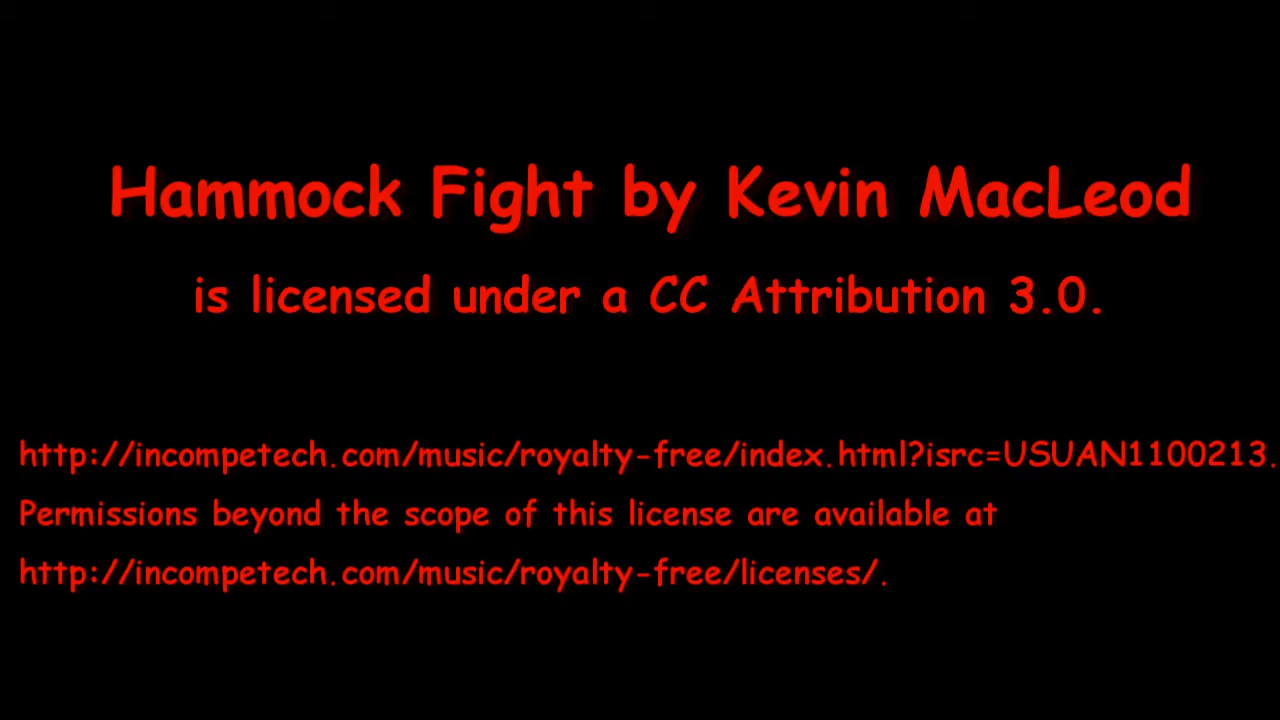 Hammock Fight by Kevin MacLeod
is licensed under a CC Attribution 3.0.
http://incompetech.com/music/royalty-free/index.html?isrc=USUAN1100213.
Permissions beyond the scope of this license are available at
http://incompetech.com/music/royalty-free/licenses/.